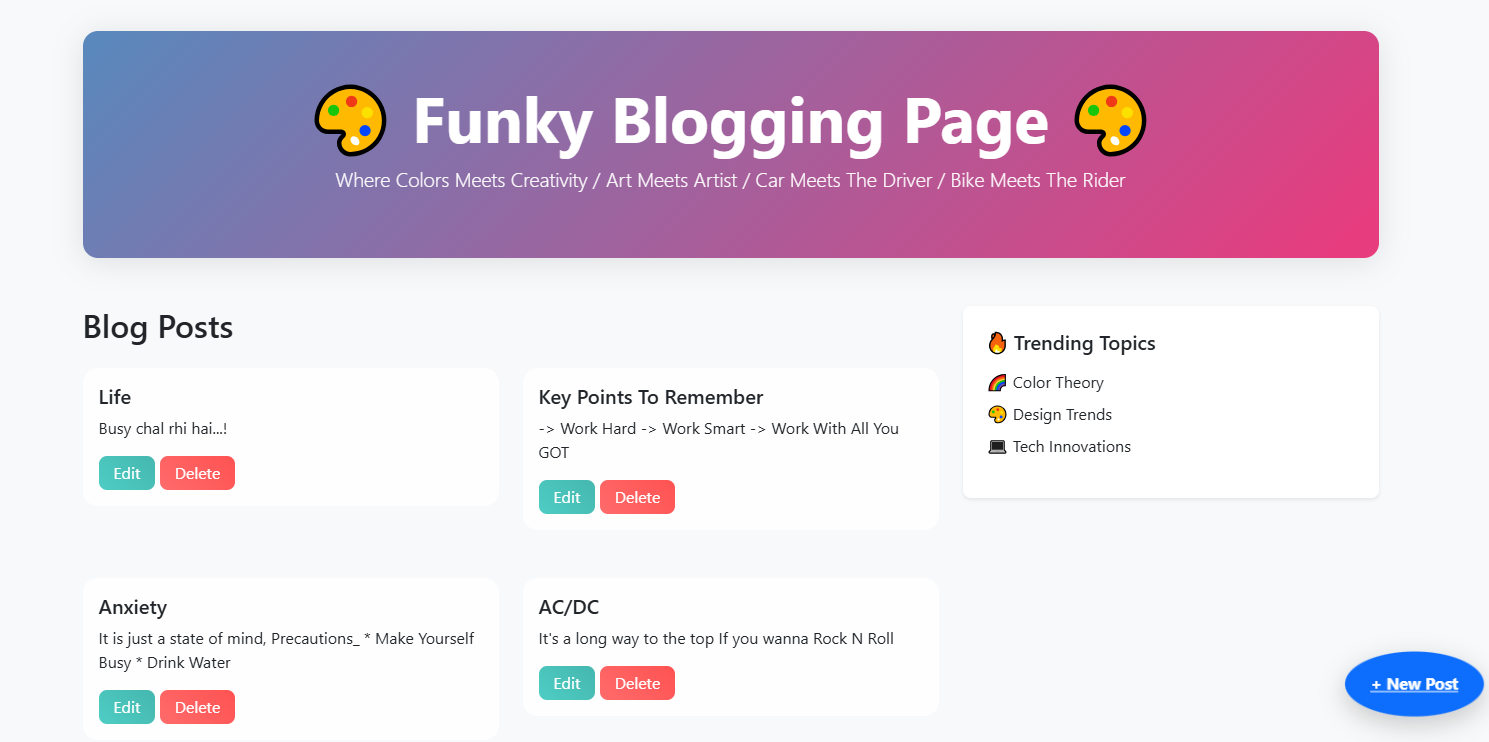 Funky Blogging Page
Where Colors Meets Creativity / Art Meets Artist / Car Meets The Driver / Bike Meets The Rider
Blog Posts
Life
Busy chal rhi hai...!
Edit Delete
Key Points To Remember
-> Work Hard -> Work Smart -> Work With All You
GOT
Edit Delete
Anxiety
It is just a state of mind, Precautions_ * Make Yourself
Busy * Drink Water
Edit Delete
AC/DC
It's a long way to the top If you wanna Rock N Roll
Edit Delete
Trending Topics
Color Theory
Design Trends
Tech Innovations
+ New Post